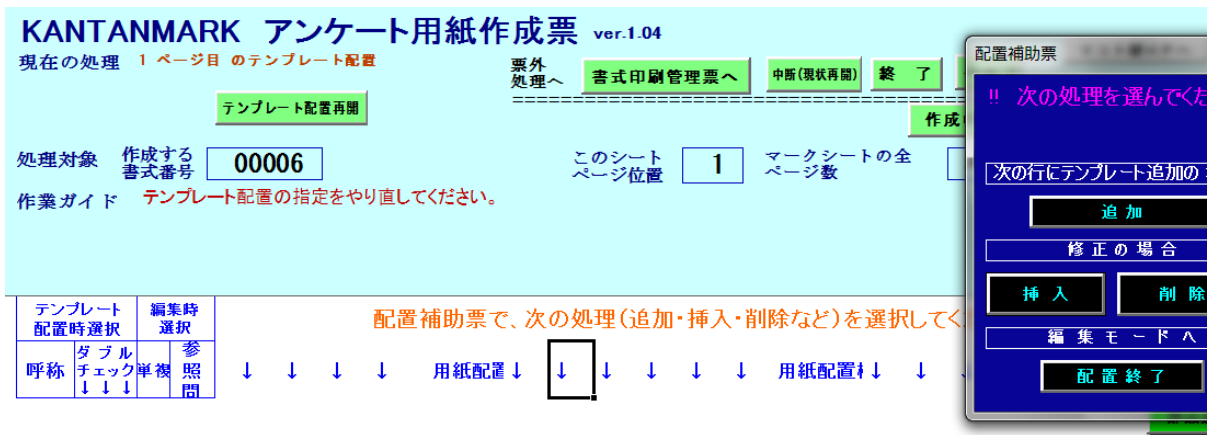 KANTANMARK アンケート用紙作成票 ver.1.04
現在の処理 1 ページ目 のテンプレート配置
票外
処理へ
書式印刷管理票へ
中断(現状再開)
終 了
テンプレート配置再開
作成
処理対象
作成する
書式番号
00006
このシート
ページ位置
1
マークシートの全
ページ数
作業ガイド テンプレート配置の指定をやり直してください。
配置補助票
!! 次の処理を選んでくだ
次の行にテンプレート追加の
追 加
修 正 の 場 合
挿 入
削 除
編 集 モ ー ド へ
配 置 終 了
テンプレート
配置時選択
編集時
選択
配置補助票で、次の処理(追加・挿入・削除など)を選択してく
呼称
ダ ブ ル
チェック
↓ ↓ ↓
単複
参
照
問
↓ ↓ ↓ ↓ 用紙配置 ↓ ↓ ↓ ↓ ↓ ↓ 用紙配置 ↓ ↓